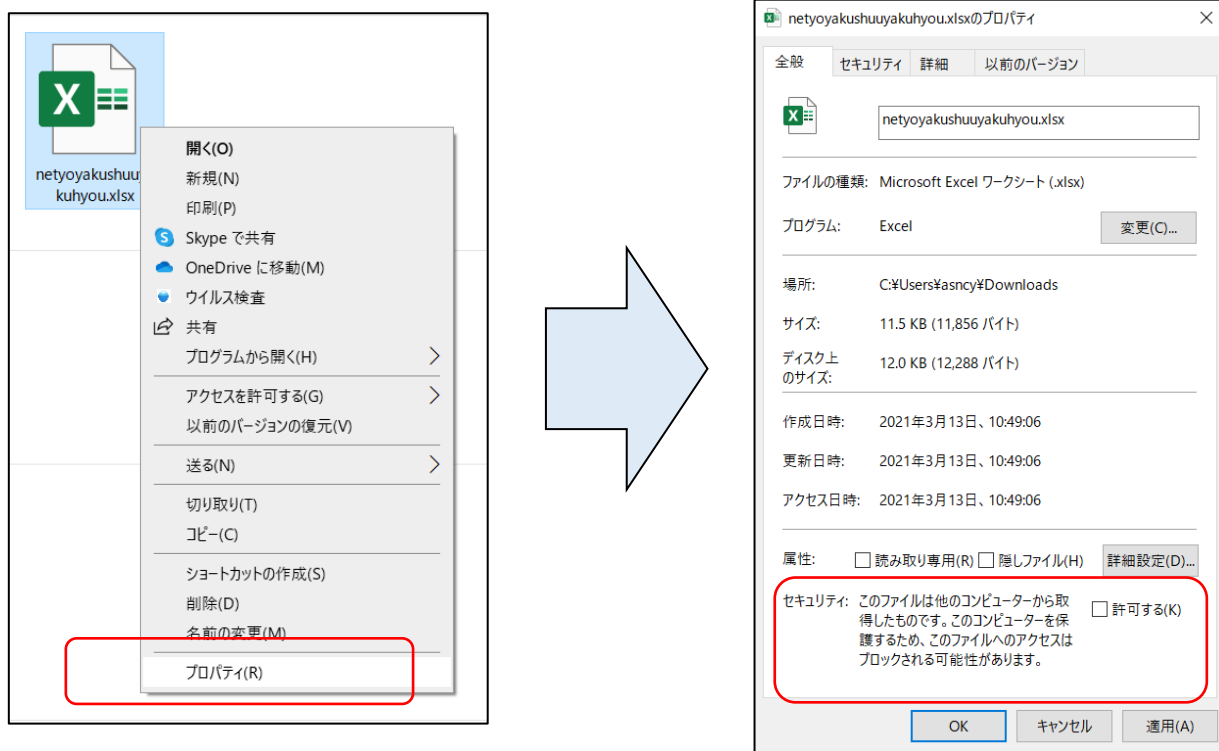 netyoyakushuuya
kuhyou.xlsx
開く(O)
新規(N)
印刷(P)
Skype で共有
OneDrive に移動(M)
ウイルス検査
共有
プログラムから開く(H)
アクセスを許可する(G)
以前のバージョンの復元(V)
送る(N)
切り取り(T)
コピー(C)
ショートカットの作成(S)
削除(D)
名前の変更(M)
プロパティ(R)
netyoyakushuuyakuhyou.xlsxのプロパティ
全般 セキュリティ 詳細 以前のバージョン
netyoyakushuuyakuhyou.xlsx
ファイルの種類: Microsoft Excel ワークシート (.xlsx)
プログラム: Excel 変更(C)...
場所: C:¥Users¥asncy¥Downloads
サイズ: 11.5 KB (11,856 バイト)
ディスク上
のサイズ: 12.0 KB (12,288 バイト)
作成日時: 2021年3月13日、10:49:06
更新日時: 2021年3月13日、10:49:06
アクセス日時: 2021年3月13日、10:49:06
属性: 読み取り専用(R) 隠しファイル(H) 詳細設定(D)...
セキュリティ: このファイルは他のコンピューターから取 許可する(K)
得したものです。このコンピューターを保
護するため、このファイルへのアクセスは
ブロックされる可能性があります。
OK キャンセル 適用(A)